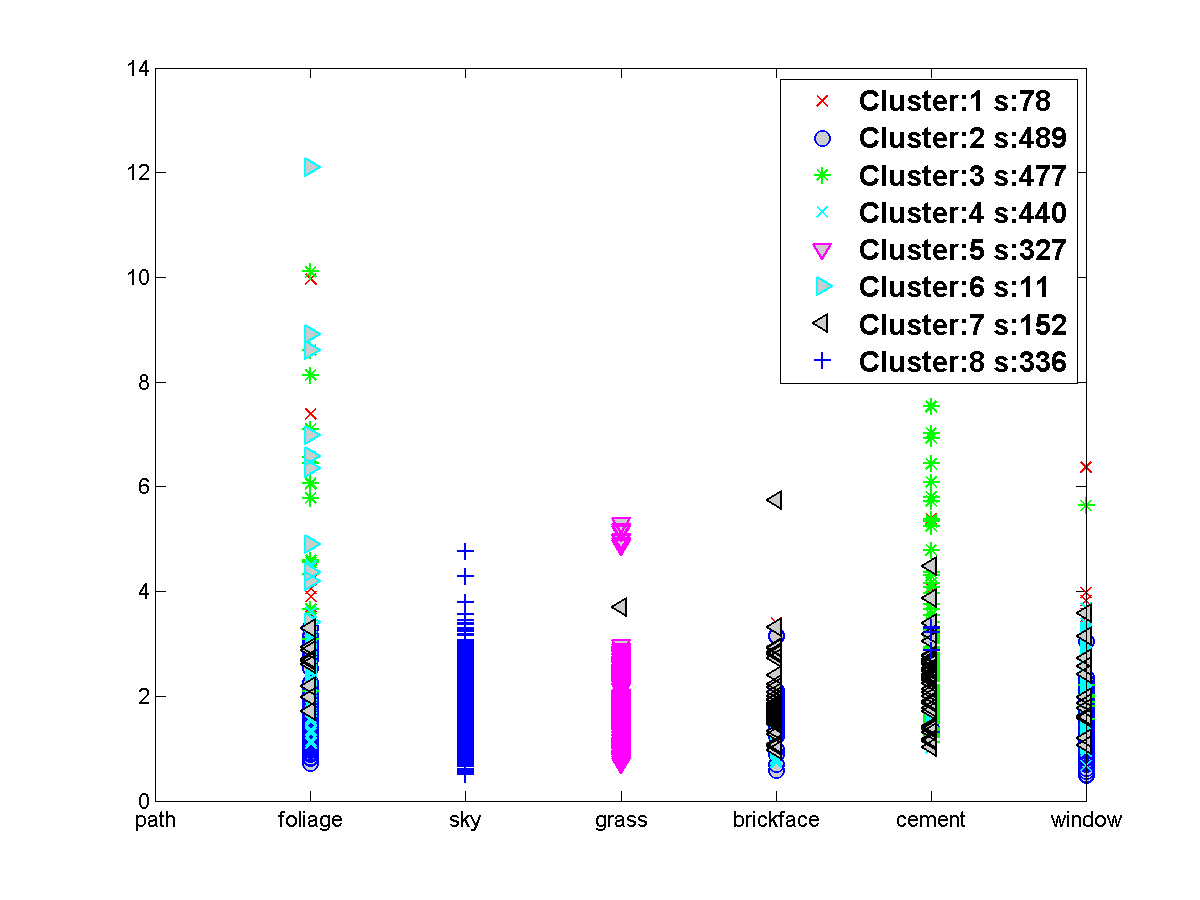 14
12
10
8
6
4
2
0
path foliage sky grass brickface cement window
Cluster:1 s:78
Cluster:2 s:489
Cluster:3 s:477
Cluster:4 s:440
Cluster:5 s:327
Cluster:6 s:11
Cluster:7 s:152
Cluster:8 s:336